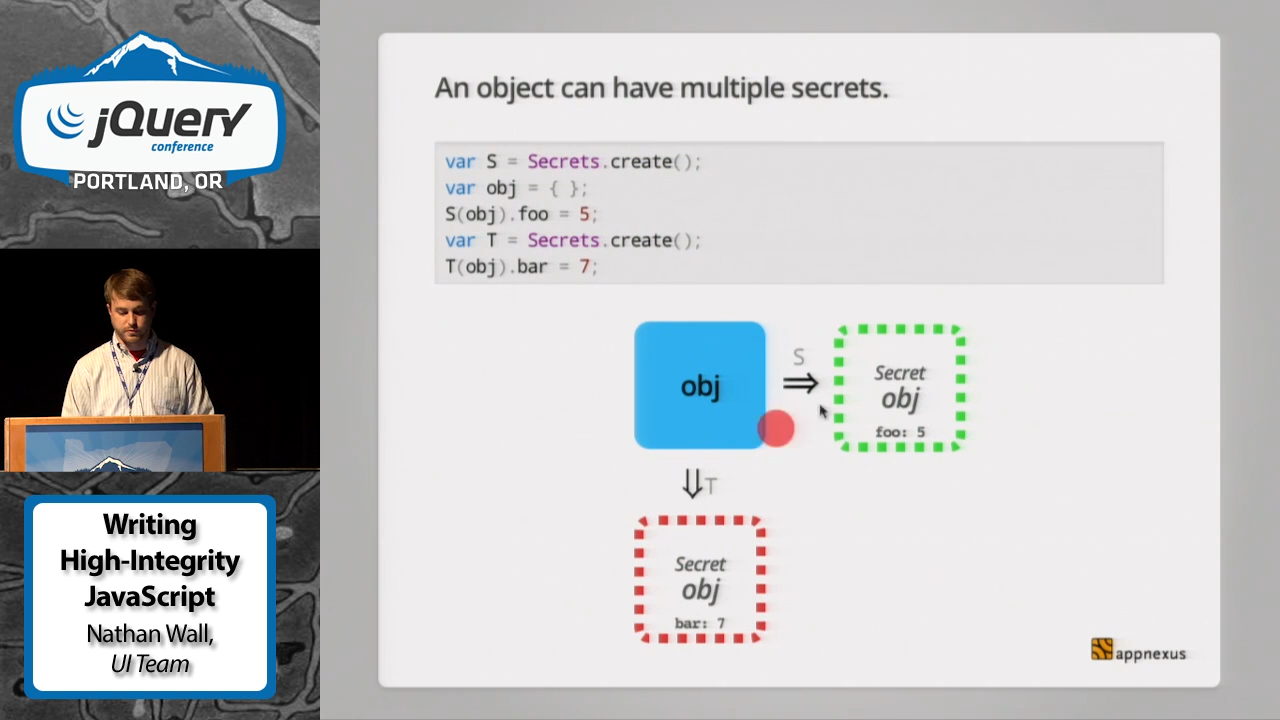 jQuery
conference
PORTLAND, OR
Writing
High-Integrity
JavaScript
Nathan Wall,
UI Team
An object can have multiple secrets.
var S = Secrets.create();
var obj = { };
S(obj).foo = 5;
var T = Secrets.create();
T(obj).bar = 7;
obj
S
⇒
Secret
obj
foo: 5
⇓T
Secret
obj
bar: 7
appnexus